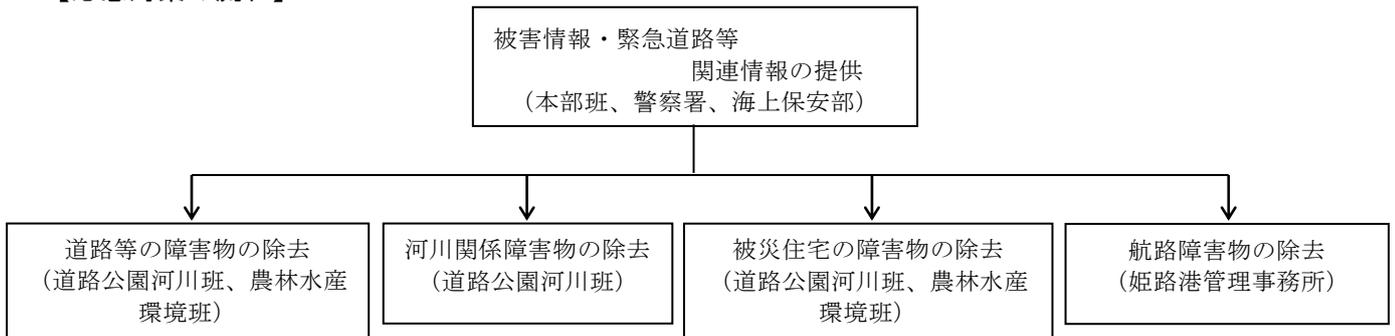 被害情報・緊急道路等
関連情報の提供
（本部班、警察署、海上保安部）
道路等の障害物の除去
（道路公園河川班、農林水産
環境班）
河川関係障害物の除去
（道路公園河川班）
被災住宅の障害物の除去
（道路公園河川班、農林水産
環境班）
航路障害物の除去
（姫路港管理事務所）